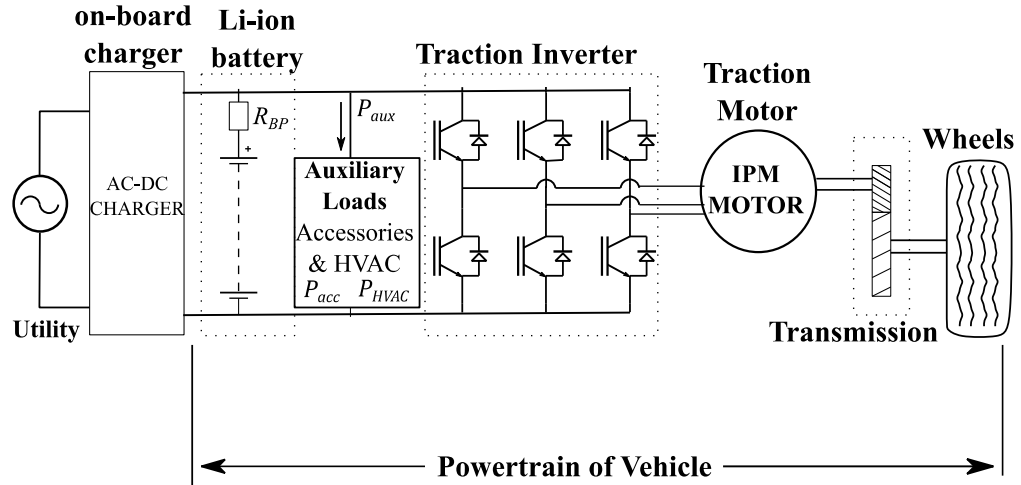 on-board
charger
Li-ion
battery
Traction Inverter
Traction
Motor
Wheels
R_BP
+
P_aux
AC-DC
CHARGER
Auxiliary
Loads
Accessories
& HVAC
P_acc P_HVAC
IPM
MOTOR
Utility
Transmission
Powertrain of Vehicle